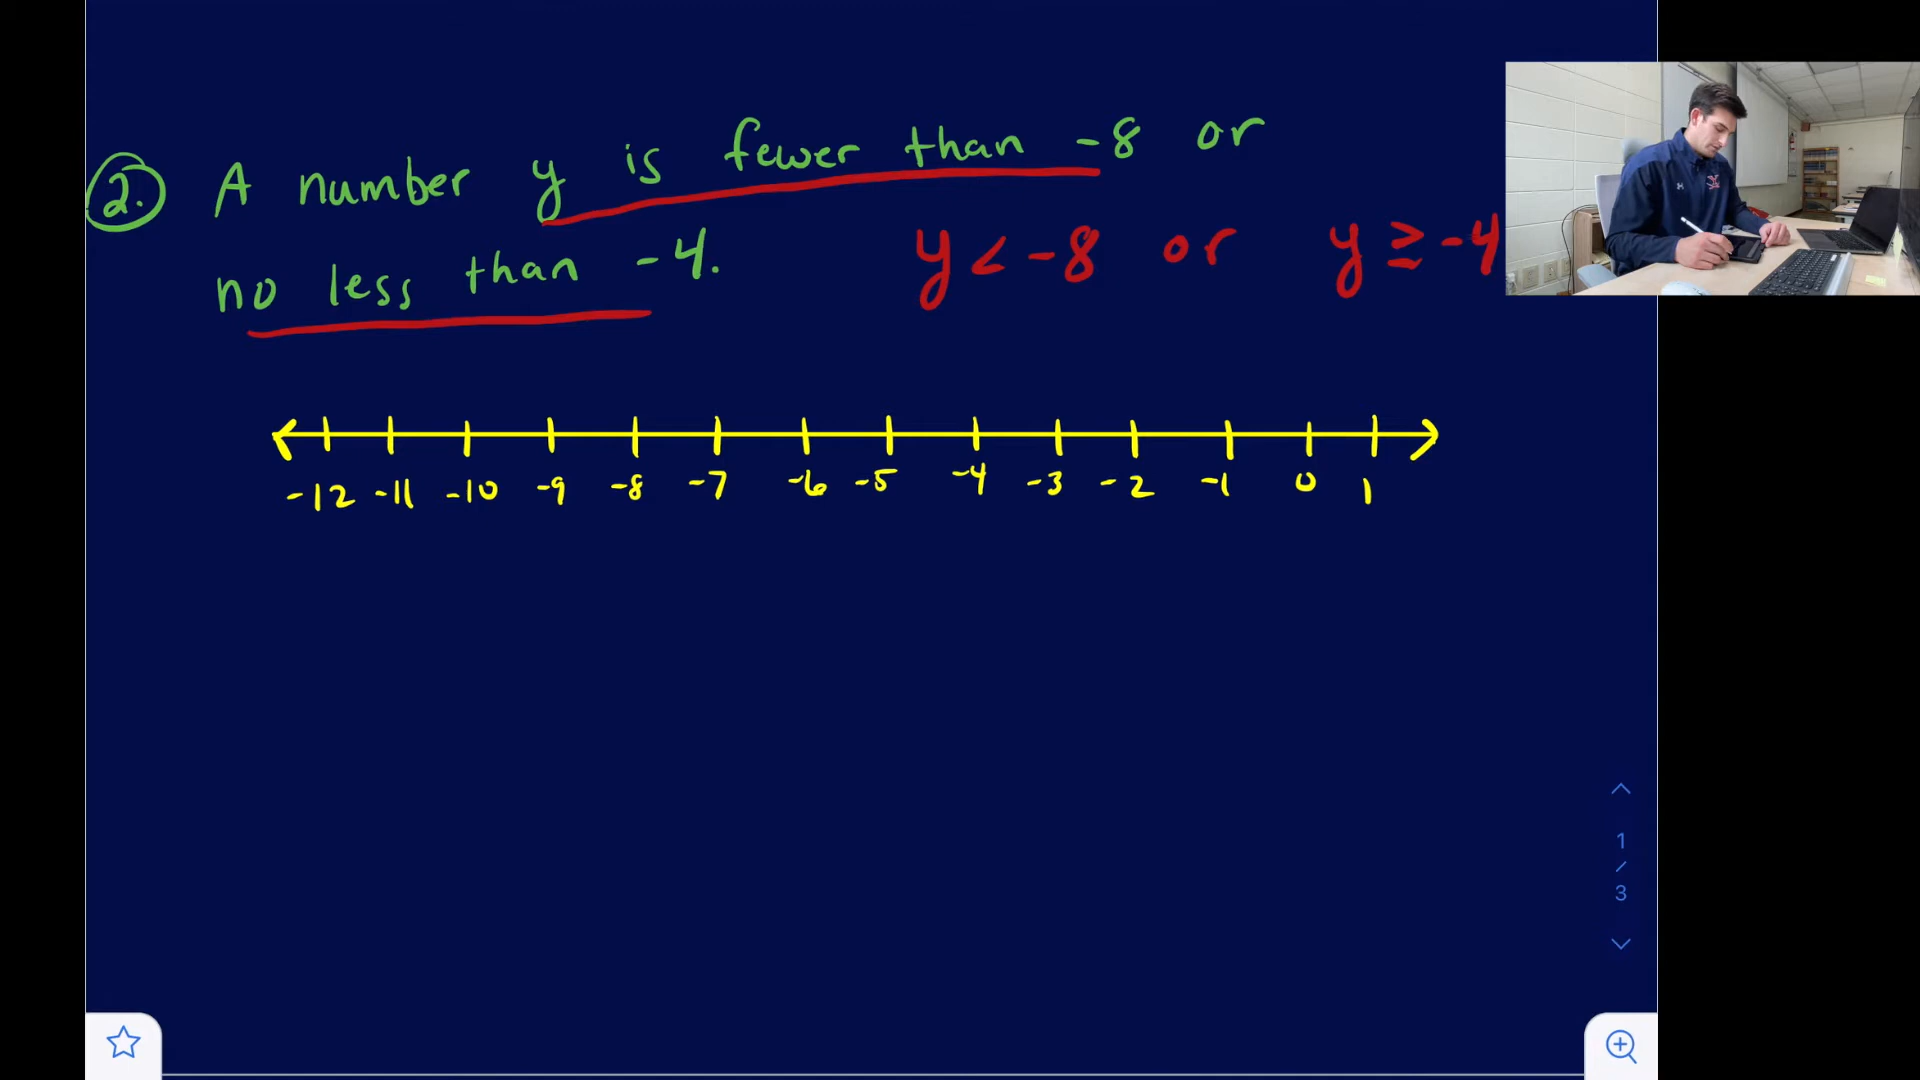 2. A number y is fewer than -8 or
no less than -4.
y < -8 or y ≥ -4
-12 -11 -10 -9 -8 -7 -6 -5 -4 -3 -2 -1 0 1
1
/
3